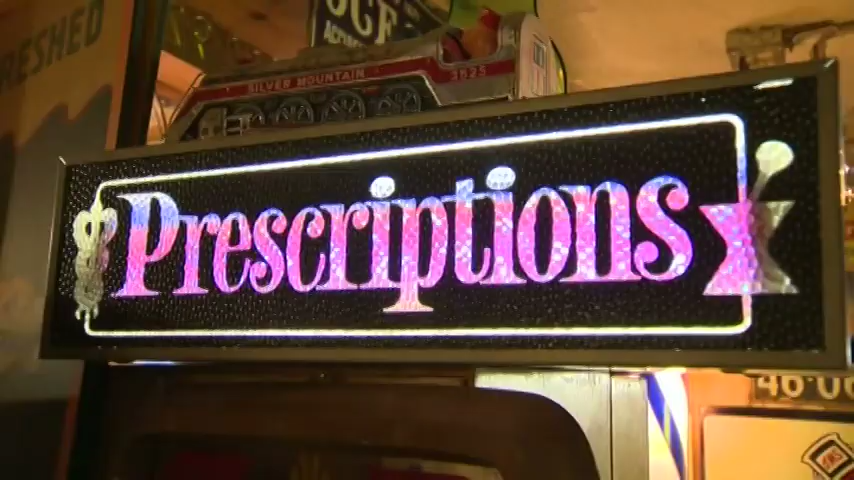 RESHED
SILVER MOUNTAIN
3525
Prescriptions
46·06